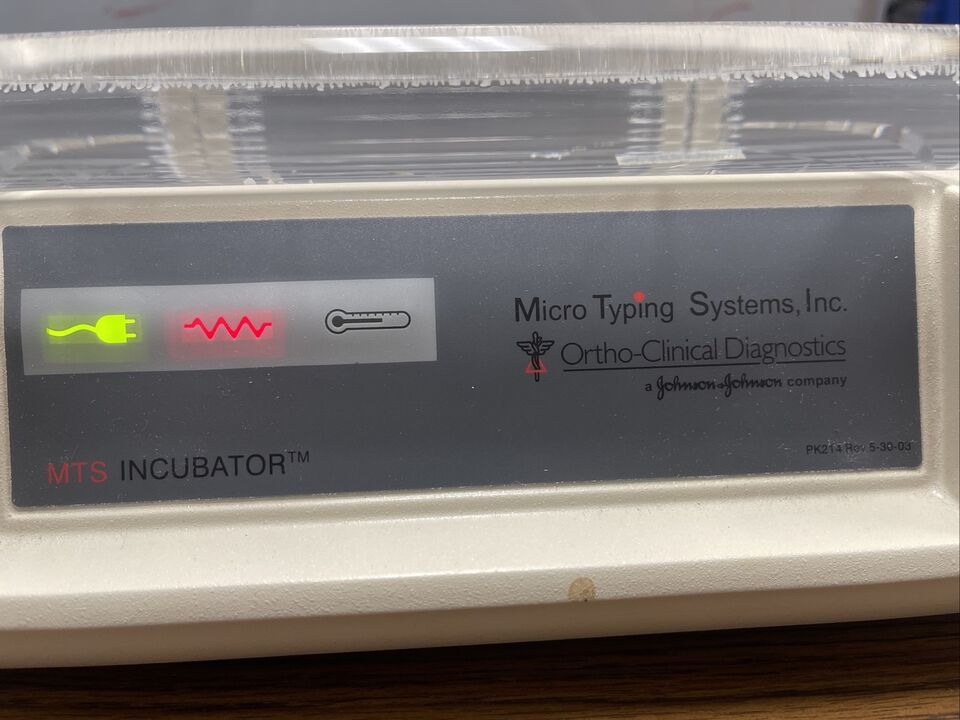 Micro Typing Systems, Inc.
Ortho-Clinical Diagnostics
a Johnson & Johnson company
PK214 Rev 5-30-03
MTS INCUBATOR™